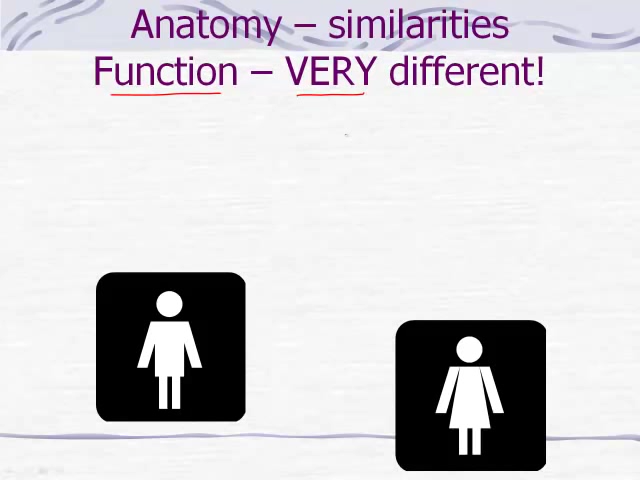 Anatomy – similarities
Function – VERY different!